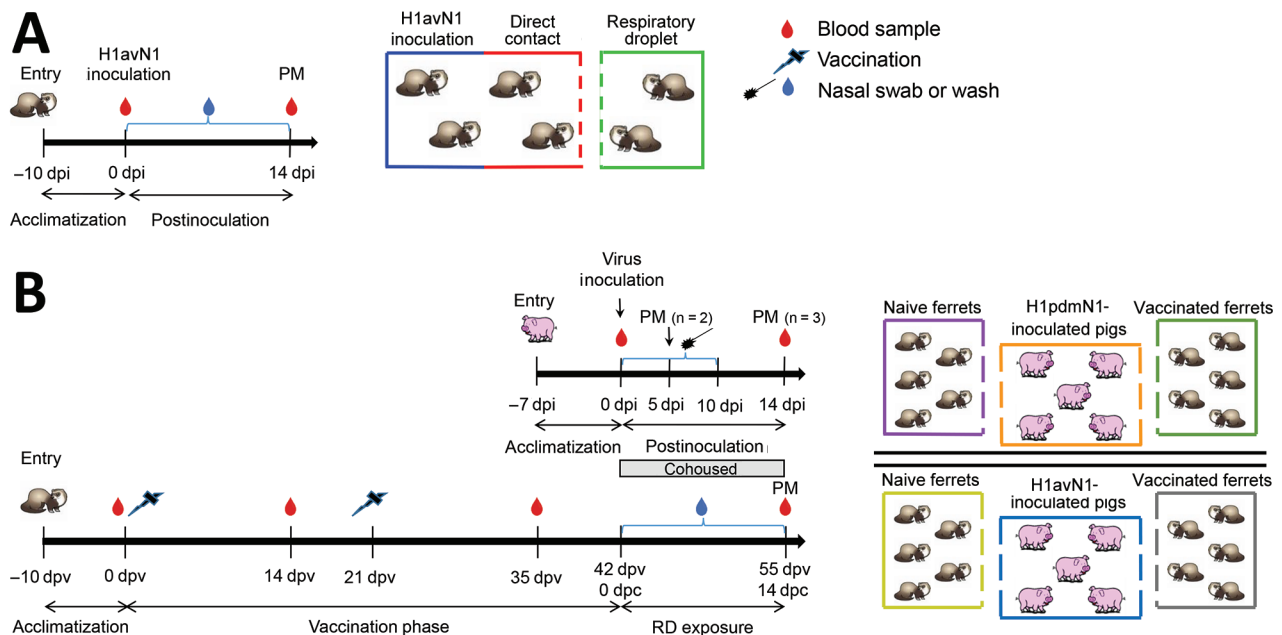 A
Entry
H1avN1
inoculation
PM
–10 dpi
0 dpi
14 dpi
Acclimatization
Postinoculation
H1avN1
inoculation
Direct
contact
Respiratory
droplet
Blood sample
Vaccination
Nasal swab or wash
B
Virus
inoculation
Entry
PM (n = 2)
PM (n = 3)
–7 dpi
0 dpi
5 dpi
10 dpi
14 dpi
Acclimatization
Postinoculation
Cohoused
Entry
PM
–10 dpv
0 dpv
14 dpv
21 dpv
35 dpv
42 dpv
0 dpc
55 dpv
14 dpc
Acclimatization
Vaccination phase
RD exposure
Naive ferrets
H1pdmN1-
inoculated pigs
Vaccinated ferrets
Naive ferrets
H1avN1-
inoculated pigs
Vaccinated ferrets